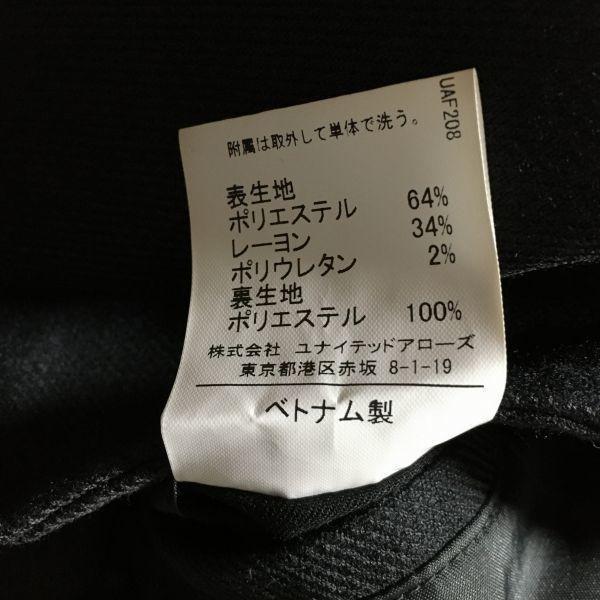 附属は取外して単体で洗う。
UAF208
表生地
ポリエステル 64%
レーヨン 34%
ポリウレタン 2%
裏生地
ポリエステル 100%
株式会社 ユナイテッドアローズ
東京都港区赤坂 8-1-19
ベトナム製